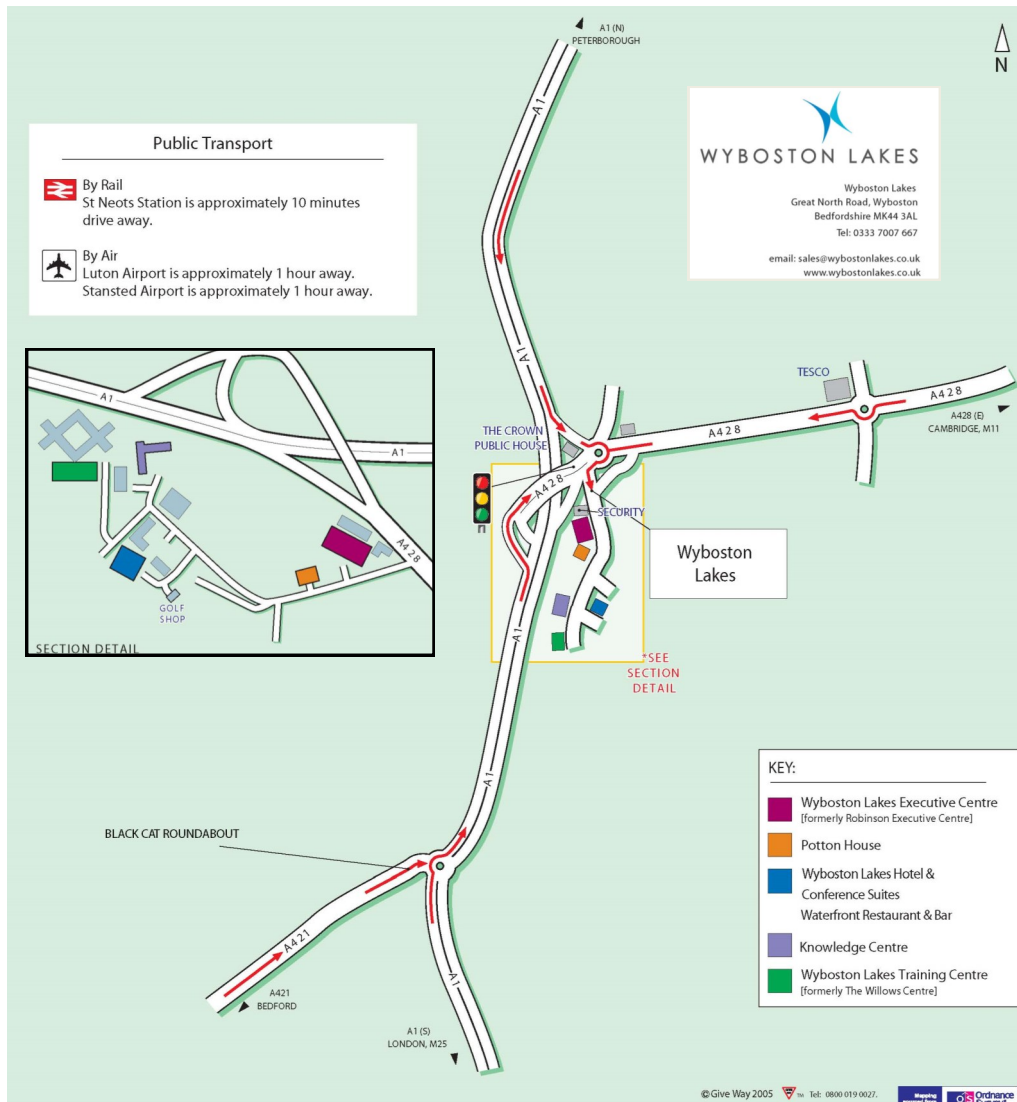 A1 (N)
PETERBOROUGH
N
A1
Public Transport
By Rail
St Neots Station is approximately 10 minutes
drive away.
By Air
Luton Airport is approximately 1 hour away.
Stansted Airport is approximately 1 hour away.
WYBOSTON LAKES
Wyboston Lakes
Great North Road, Wyboston
Bedfordshire MK44 3AL
Tel: 0333 7007 667
email: sales@wybostonlakes.co.uk
www.wybostonlakes.co.uk
A1
TESCO
A428
A428 (E)
CAMBRIDGE, M11
A428
THE CROWN
PUBLIC HOUSE
A428
SECURITY
Wyboston
Lakes
A1
A1
A428
GOLF
SHOP
SECTION DETAIL
A1
*SEE
SECTION
DETAIL
A1
BLACK CAT ROUNDABOUT
A421
A421
BEDFORD
A1
A1 (S)
LONDON, M25
KEY:
Wyboston Lakes Executive Centre
[formerly Robinson Executive Centre]
Potton House
Wyboston Lakes Hotel &
Conference Suites
Waterfront Restaurant & Bar
Knowledge Centre
Wyboston Lakes Training Centre
[formerly The Willows Centre]
©Give Way 2005 TM Tel: 0800 019 0027.
Mapping
Ordnance